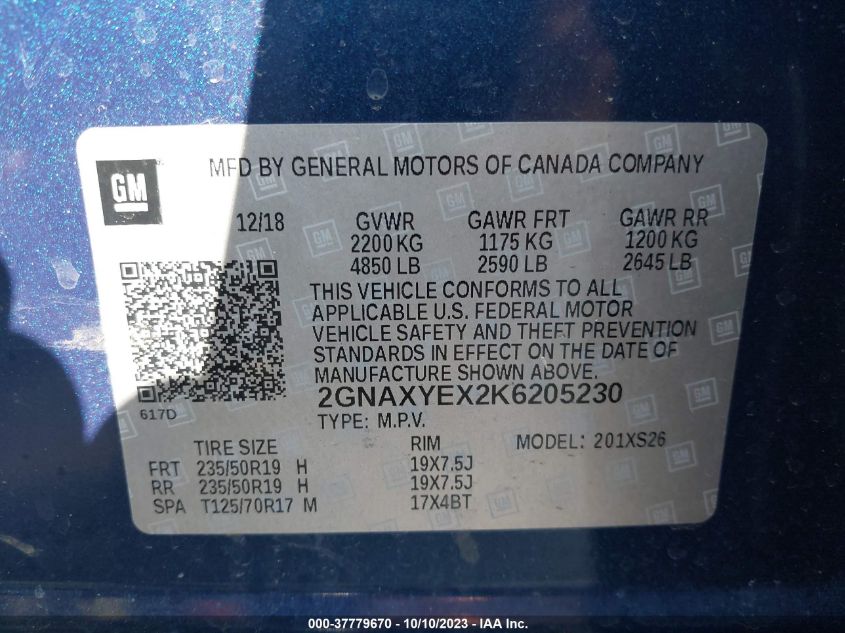 GM
MFD BY GENERAL MOTORS OF CANADA COMPANY
12/18 GVWR GAWR FRT GAWR RR
2200 KG 1175 KG 1200 KG
4850 LB 2590 LB 2645 LB
THIS VEHICLE CONFORMS TO ALL
APPLICABLE U.S. FEDERAL MOTOR
VEHICLE SAFETY AND THEFT PREVENTION
STANDARDS IN EFFECT ON THE DATE OF
MANUFACTURE SHOWN ABOVE.
617D 2GNAXYEX2K6205230
TYPE: M.P.V.
TIRE SIZE RIM MODEL: 201XS26
FRT 235/50R19 H 19X7.5J
RR 235/50R19 H 19X7.5J
SPA T125/70R17 M 17X4BT
000-37779670 - 10/10/2023 - IAA Inc.